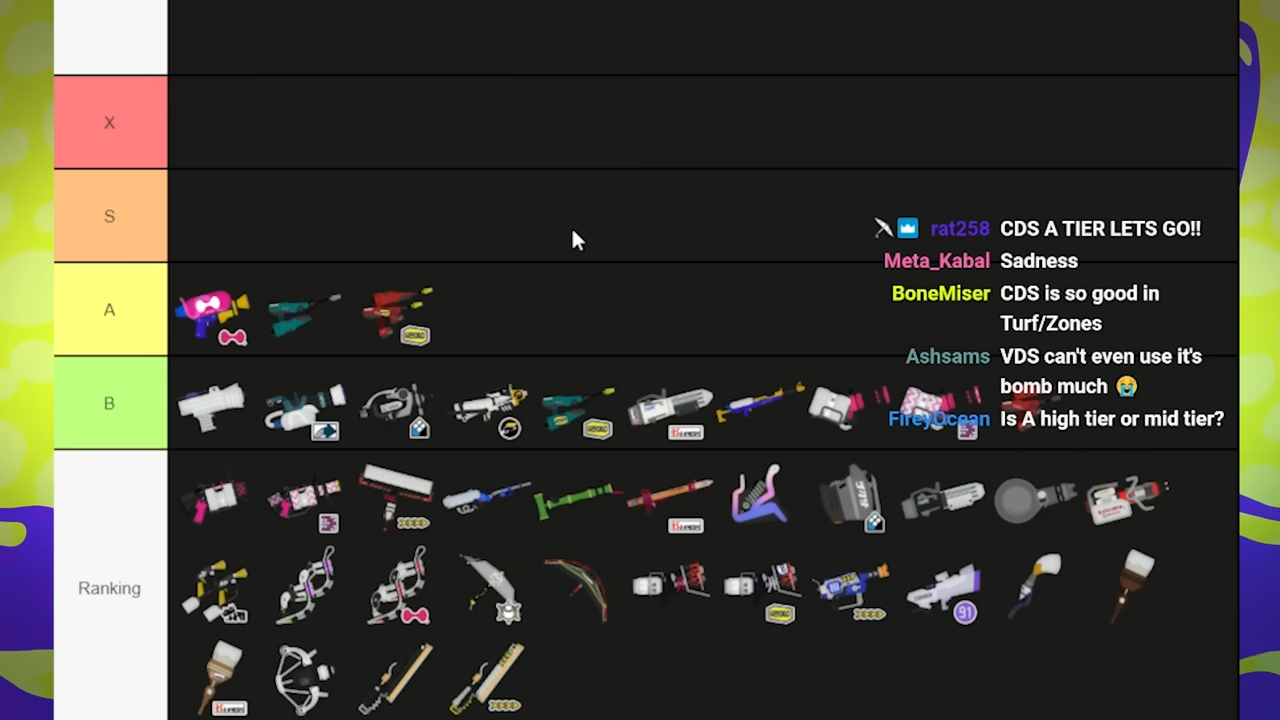 X
S
rat258 CDS A TIER LETS GO!!
Meta_Kabal Sadness
BoneMiser CDS is so good in
Turf/Zones
A
Ashsams VDS can't even use it's
bomb much 😭
B
FireyOcean Is A high tier or mid tier?
Ranking
91